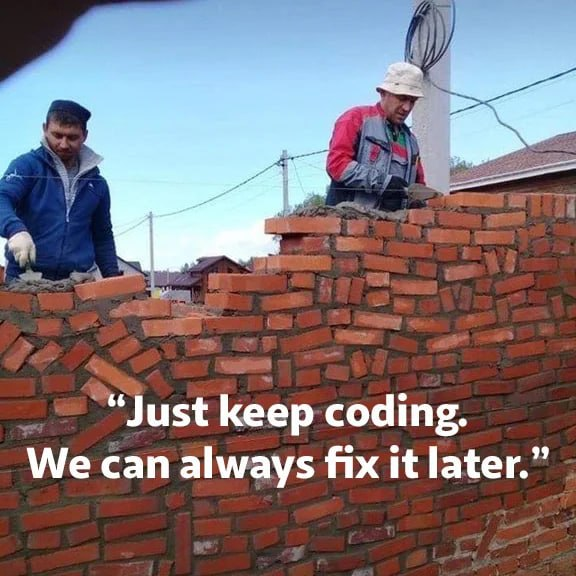 “Just keep coding.
We can always fix it later.”